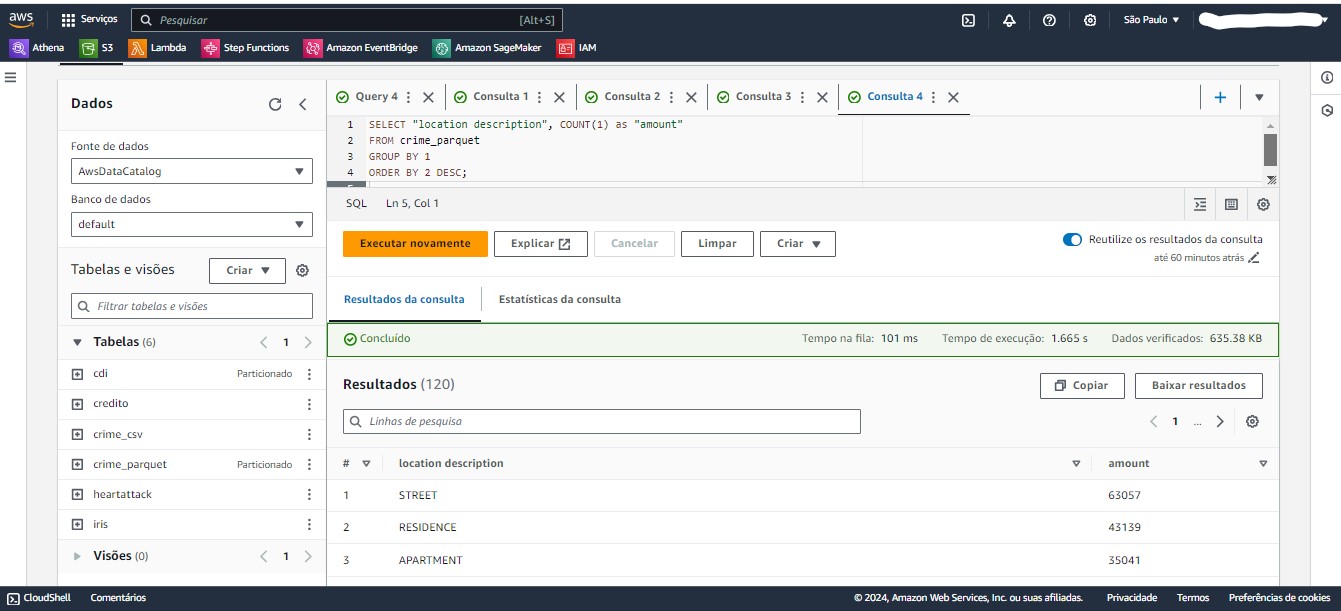 aws Serviços Pesquisar [Alt+S] São Paulo
Athena S3 Lambda Step Functions Amazon EventBridge Amazon SageMaker IAM
Dados
Fonte de dados
AwsDataCatalog
Banco de dados
default
Tabelas e visões Criar
Filtrar tabelas e visões
Tabelas (6) 1
cdi Particionado
credito
crime_csv
crime_parquet Particionado
heartattack
iris
Visões (0) 1
Query 4 Consulta 1 Consulta 2 Consulta 3 Consulta 4
1 SELECT "location description", COUNT(1) as "amount"
2 FROM crime_parquet
3 GROUP BY 1
4 ORDER BY 2 DESC;
SQL Ln 5, Col 1
Executar novamente Explicar Cancelar Limpar Criar
Reutilize os resultados da consulta
até 60 minutos atrás
Resultados da consulta Estatísticas da consulta
Concluído Tempo na fila: 101 ms Tempo de execução: 1.665 s Dados verificados: 635.38 KB
Resultados (120) Copiar Baixar resultados
Linhas de pesquisa 1 ...
# location description amount
1 STREET 63057
2 RESIDENCE 43139
3 APARTMENT 35041
CloudShell Comentários © 2024, Amazon Web Services, Inc. ou suas afiliadas. Privacidade Termos Preferências de cookies